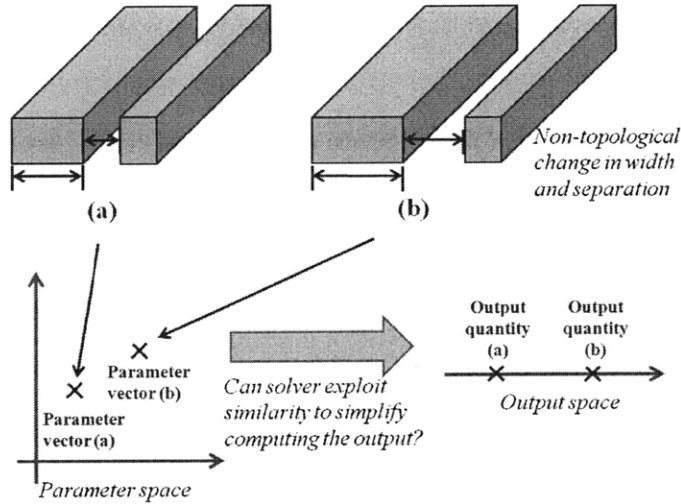 Non-topological
change in width
and separation
(a)
(b)
Parameter
vector (b)
Parameter
vector (a)
Parameter space
Can solver exploit
similarity to simplify
computing the output?
Output
quantity
(a)
Output
quantity
(b)
Output space